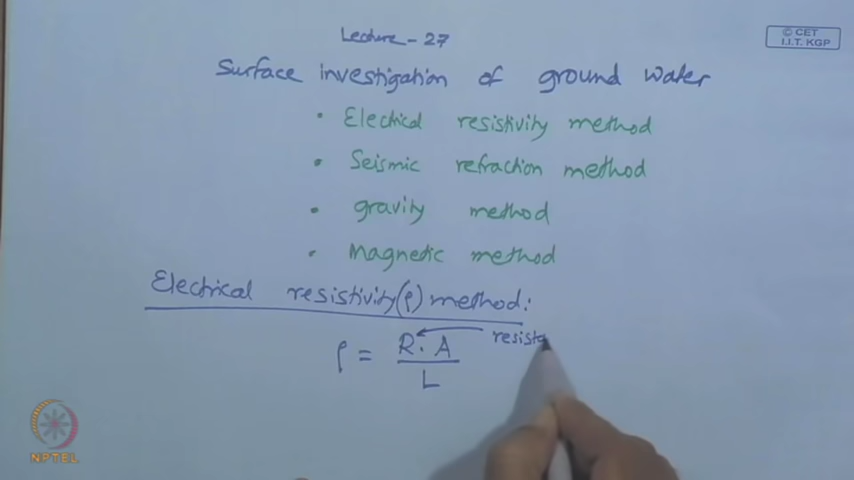 Lecture - 27
© CET
I.I.T. KGP
Surface investigation of ground water
• Electrical resistivity method
• Seismic refraction method
• gravity method
• Magnetic method
Electrical resistivity (ρ) method:
ρ = R. A / L
resista
NPTEL